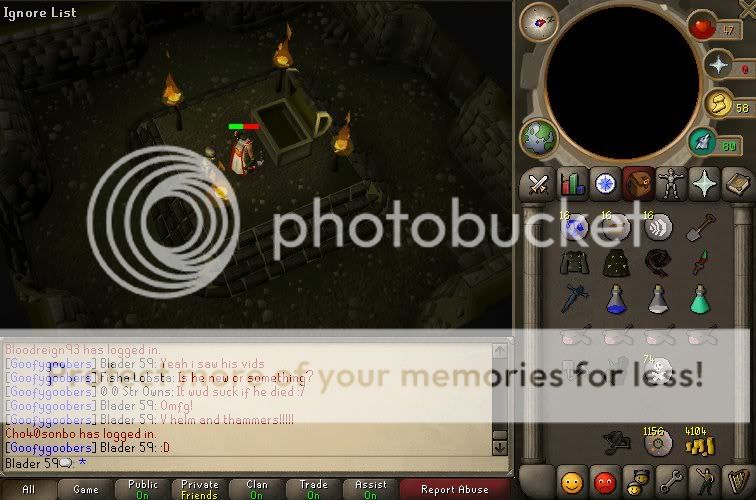 Ignore List
47
0
58
80
photobucket
16 16 16
Protect more of your memories for less!
74
1156 4104
Bloodreign93 has logged in.
[Goofygoobers] Blader 59: Yeah i saw his vids
[Goofygoobers] Fisha Lobsta: Is he new or something?
[Goofygoobers] 0 0 Str Owns: It wud suck if he died :/
[Goofygoobers] Blader 59: Omfg!
[Goofygoobers] Blader 59: V helm and thammers!!!!!
Cho40sonbo has logged in.
[Goofygoobers] Blader 59: :D
Blader 59: *
All Game Public On Private Friends Clan On Trade On Assist On Report Abuse